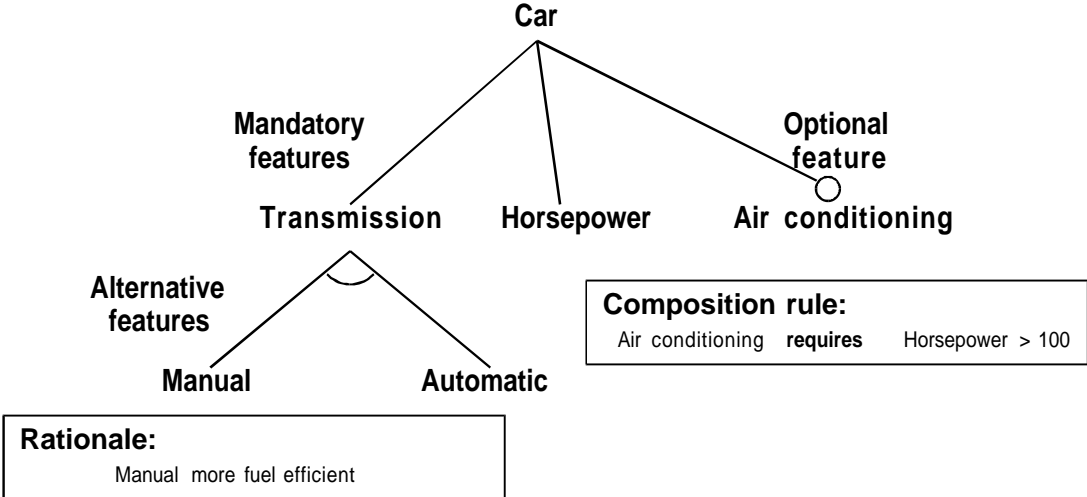 Car
Mandatory
features
Optional
feature
Transmission
Horsepower
Air conditioning
Alternative
features
Manual
Automatic
Composition rule:
Air conditioning requires Horsepower > 100
Rationale:
Manual more fuel efficient